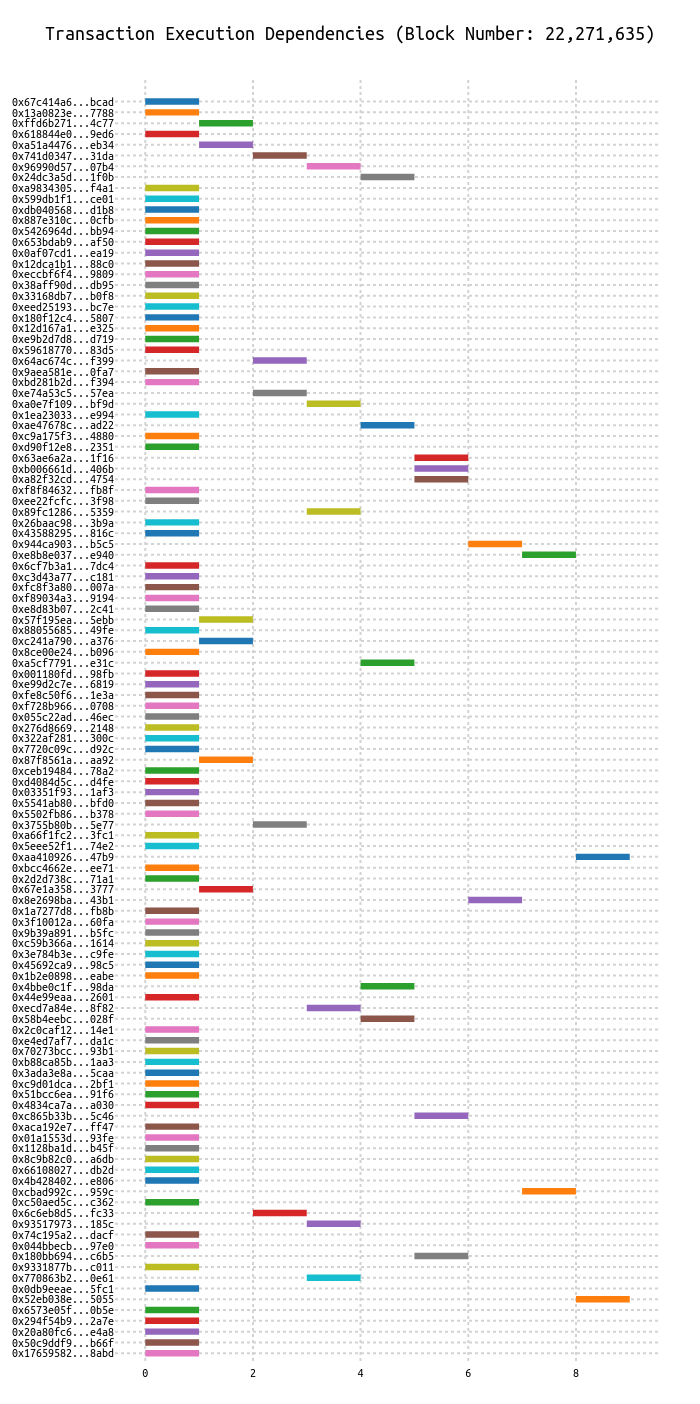 Transaction Execution Dependencies (Block Number: 22,271,635)
0x67c414a6...bcad
0x13a0823e...7788
0xffd6b271...4c77
0x618844e0...9ed6
0xa51a4476...eb34
0x741d0347...31da
0x96990d57...07b4
0x24dc3a5d...1f0b
0xa9834305...f4a1
0x599db1f1...ce01
0xdb040568...d1b8
0x887e310c...0cfb
0x5426964d...bb94
0x653bdab9...af50
0x0af07cd1...ea19
0x12dca1b1...88c0
0xeccbf6f4...9809
0x38aff90d...db95
0x33168db7...b0f8
0xeed25193...bc7e
0x180f12c4...5807
0x12d167a1...e325
0xe9b2d7d8...d719
0x59618770...83d5
0x64ac674c...f399
0x9aea581e...0fa7
0xbd281b2d...f394
0xe74a53c5...57ea
0xa0e7f109...bf9d
0x1ea23033...e994
0xae47678c...ad22
0xc9a175f3...4880
0xd90f12e8...2351
0x63ae6a2a...1f16
0xb006661d...406b
0xa82f32cd...4754
0xf8f84632...fb8f
0xee22fcfc...3f98
0x89fc1286...5359
0x26baac98...3b9a
0x43588295...816c
0x944ca903...b5c5
0xe8b8e037...e940
0x6cf7b3a1...7dc4
0xc3d43a77...c181
0xfc8f3a80...007a
0xf89034a3...9194
0xe8d83b07...2c41
0x57f195ea...5ebb
0x88055685...49fe
0xc241a790...a376
0x8ce00e24...b096
0xa5cf7791...e31c
0x001180fd...98fb
0xe99d2c7e...6819
0xfe8c50f6...1e3a
0xf728b966...0708
0x055c22ad...46ec
0x276d8669...2148
0x322af281...300c
0x7720c09c...d92c
0x87f8561a...aa92
0xceb19484...78a2
0xd4084d5c...d4fe
0x03351f93...1af3
0x5541ab80...bfd0
0x5502fb86...b378
0x3755b80b...5e77
0xa66f1fc2...3fc1
0x5eee52f1...74e2
0xaa410926...47b9
0xbcc4662e...ee71
0x2d2d738c...71a1
0x67e1a358...3777
0x8e2698ba...43b1
0x1a7277d8...fb8b
0x3f10012a...60fa
0x9b39a891...b5fc
0xc59b366a...1614
0x3e784b3e...c9fe
0x45692ca9...98c5
0x1b2e0898...eabe
0x4bbe0c1f...98da
0x44e99eaa...2601
0xecd7a84e...8f82
0x58b4eebc...028f
0x2c0caf12...14e1
0xe4ed7af7...da1c
0x70273bcc...93b1
0xb88ca85b...1aa3
0x3ada3e8a...5caa
0xc9d01dca...2bf1
0x51bcc6ea...91f6
0x4834ca7a...a030
0xc865b33b...5c46
0xaca192e7...ff47
0x01a1553d...93fe
0x1128ba1d...b45f
0x8c9b82c0...a6db
0x66108027...db2d
0x4b428402...e806
0xcbad992c...959c
0xc50aed5c...c362
0x6c6eb8d5...fc33
0x93517973...185c
0x74c195a2...dacf
0x044bbecb...97e0
0x180bb694...c6b5
0x9331877b...c011
0x770863b2...0e61
0x0db9eeae...5fc1
0x52eb038e...5055
0x6573e05f...0b5e
0x294f54b9...2a7e
0x20a80fc6...e4a8
0x50c9ddf9...b66f
0x17659582...8abd
0 2 4 6 8